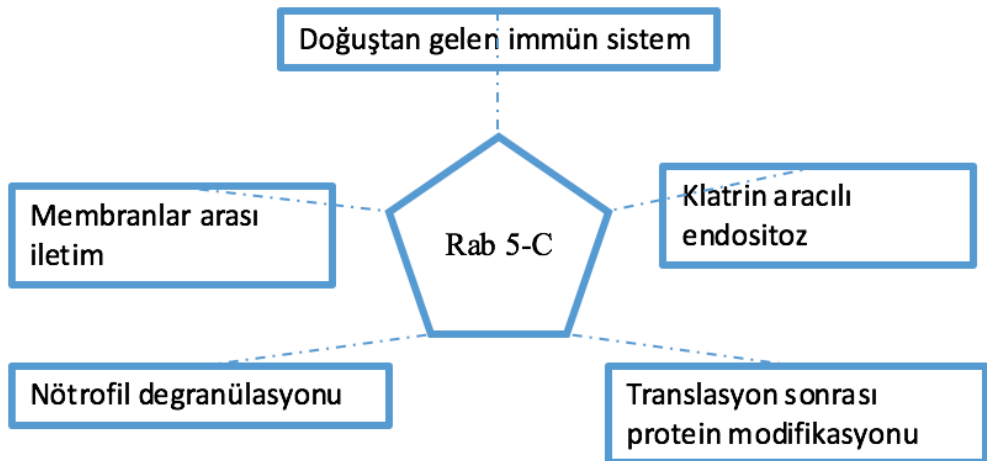 Doğuştan gelen immün sistem
Membranlar arası
iletim
Klatrin aracılı
endositoz
Rab 5-C
Nötrofil degranülasyonu
Translasyon sonrası
protein modifikasyonu